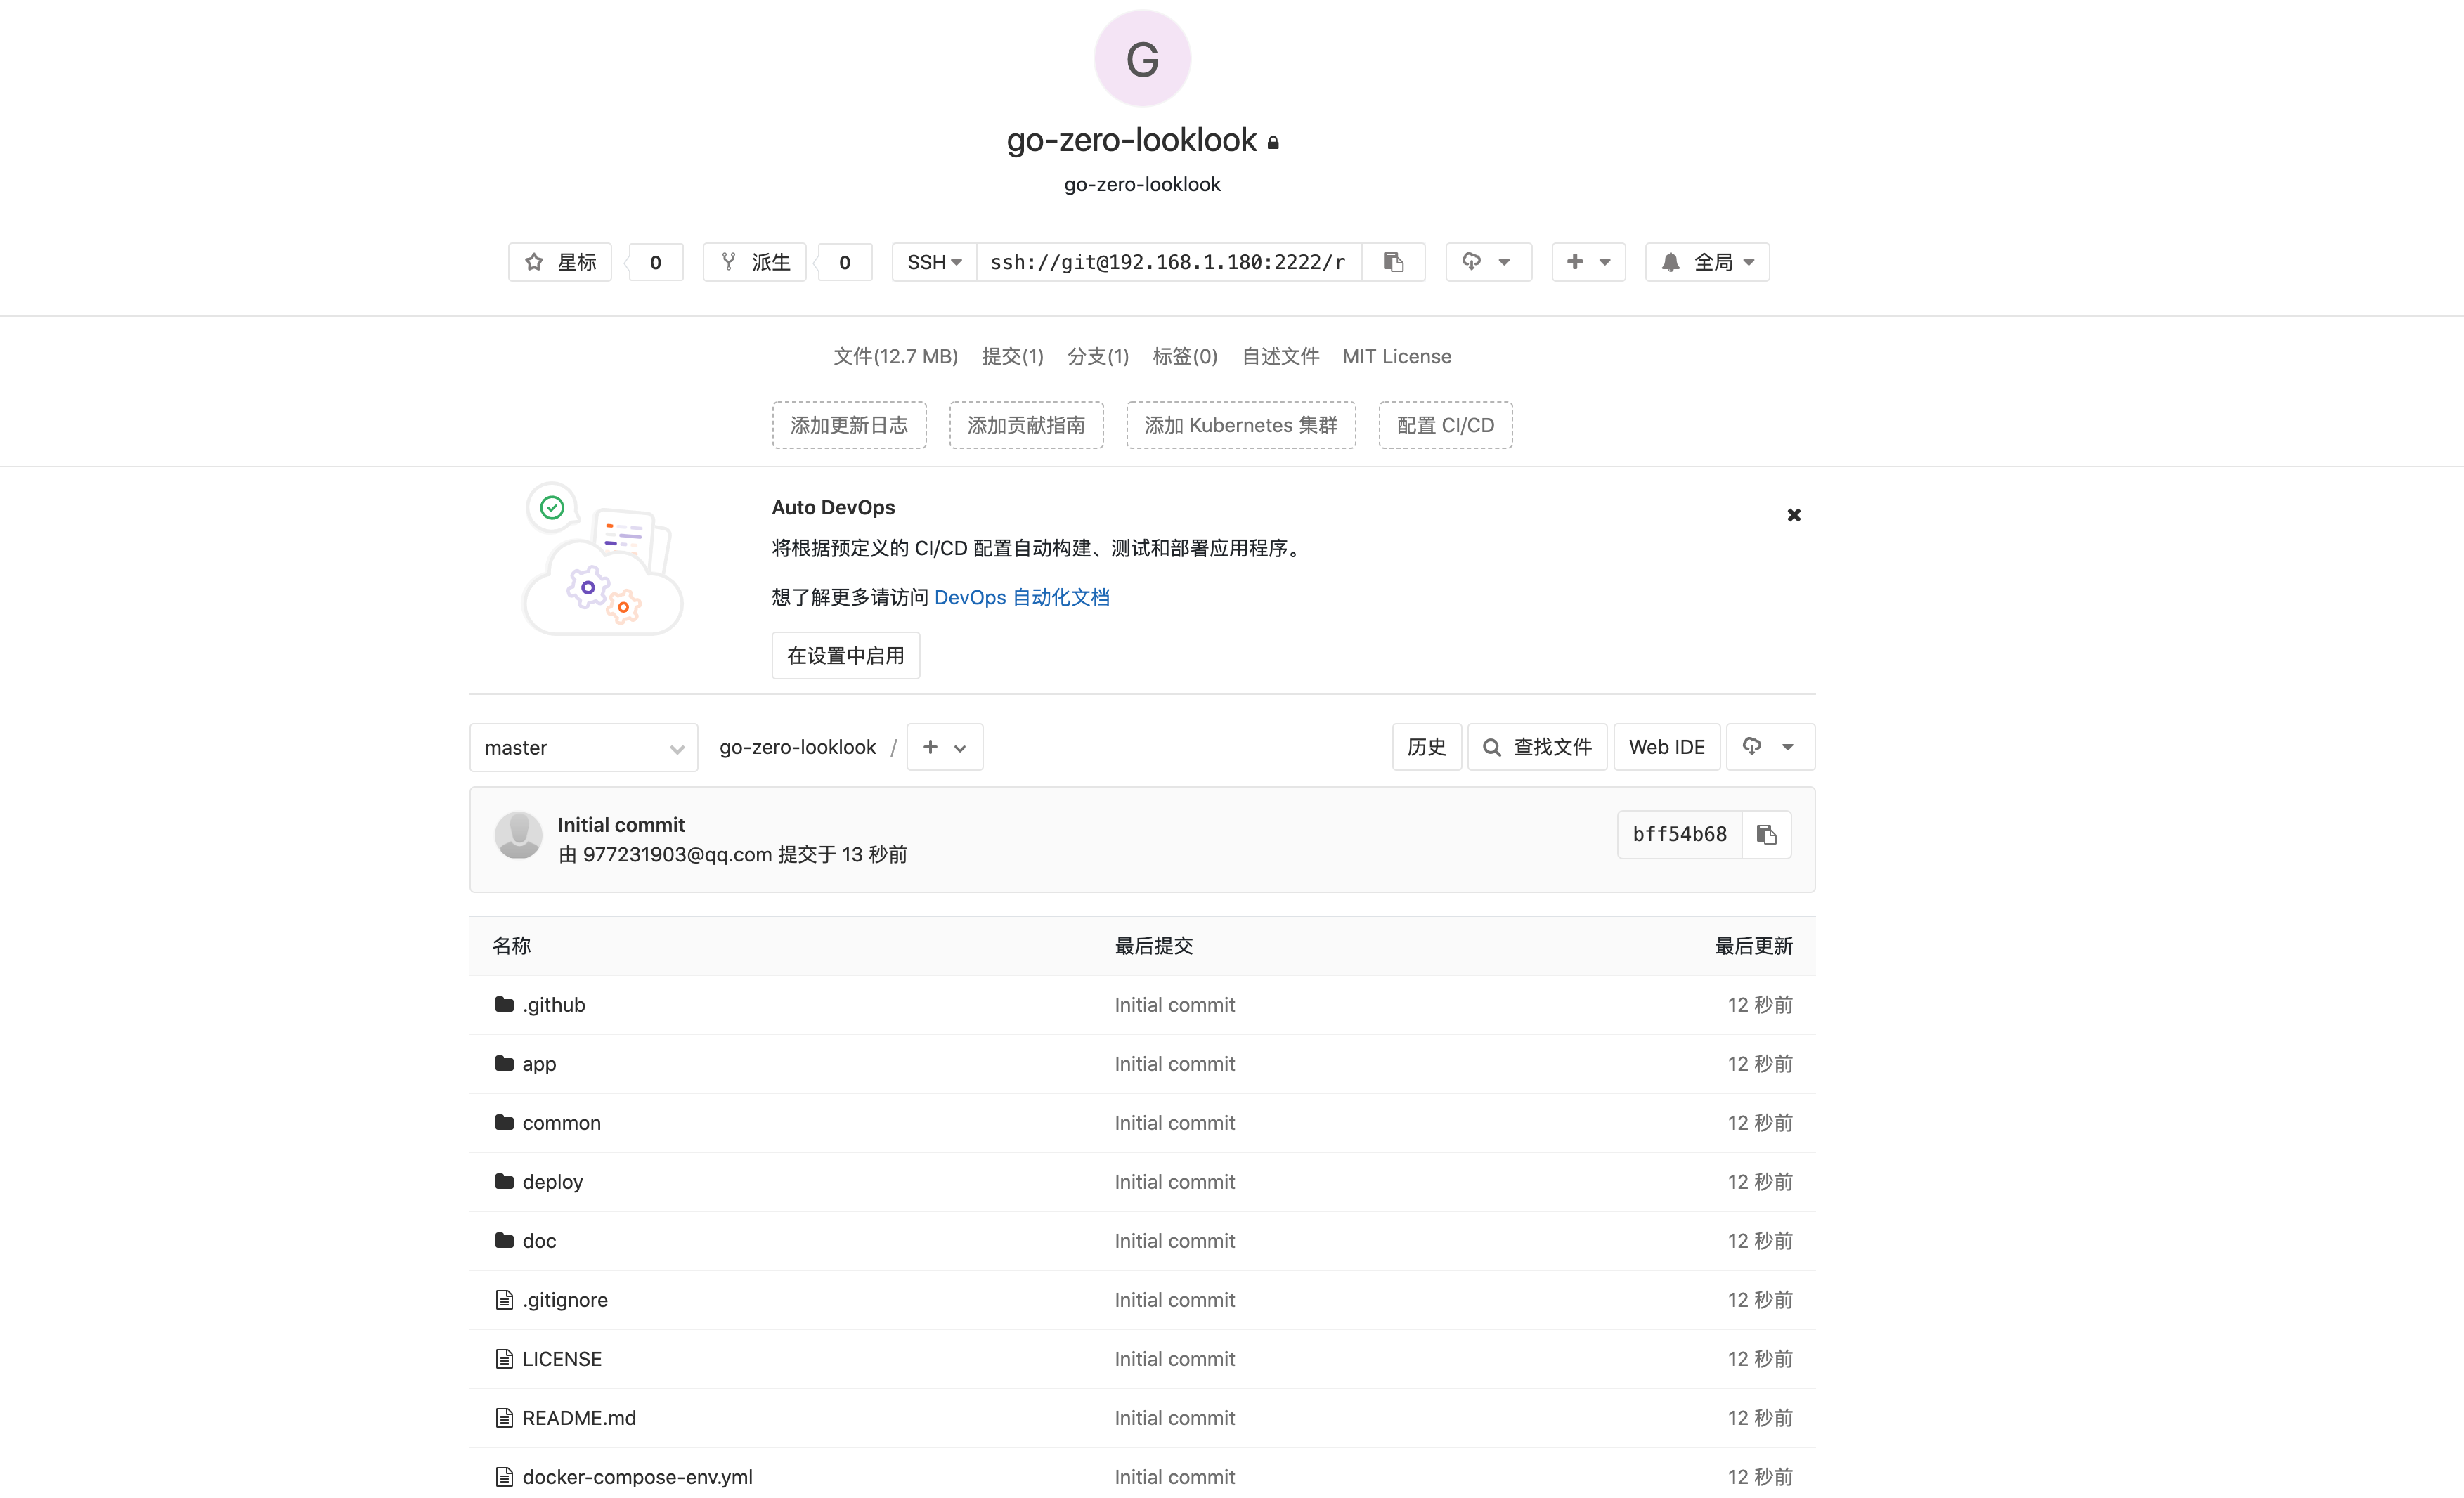 G
go-zero-looklook
go-zero-looklook
星标 0 派生 0 SSH ssh://git@192.168.1.180:2222/r 全局
文件(12.7 MB) 提交(1) 分支(1) 标签(0) 自述文件 MIT License
添加更新日志 添加贡献指南 添加 Kubernetes 集群 配置 CI/CD
Auto DevOps
将根据预定义的 CI/CD 配置自动构建、测试和部署应用程序。
想了解更多请访问 DevOps 自动化文档
在设置中启用
master go-zero-looklook / 历史 查找文件 Web IDE
Initial commit
由 977231903@qq.com 提交于 13 秒前
bff54b68
名称 最后提交 最后更新
.github Initial commit 12 秒前
app Initial commit 12 秒前
common Initial commit 12 秒前
deploy Initial commit 12 秒前
doc Initial commit 12 秒前
.gitignore Initial commit 12 秒前
LICENSE Initial commit 12 秒前
README.md Initial commit 12 秒前
docker-compose-env.yml Initial commit 12 秒前